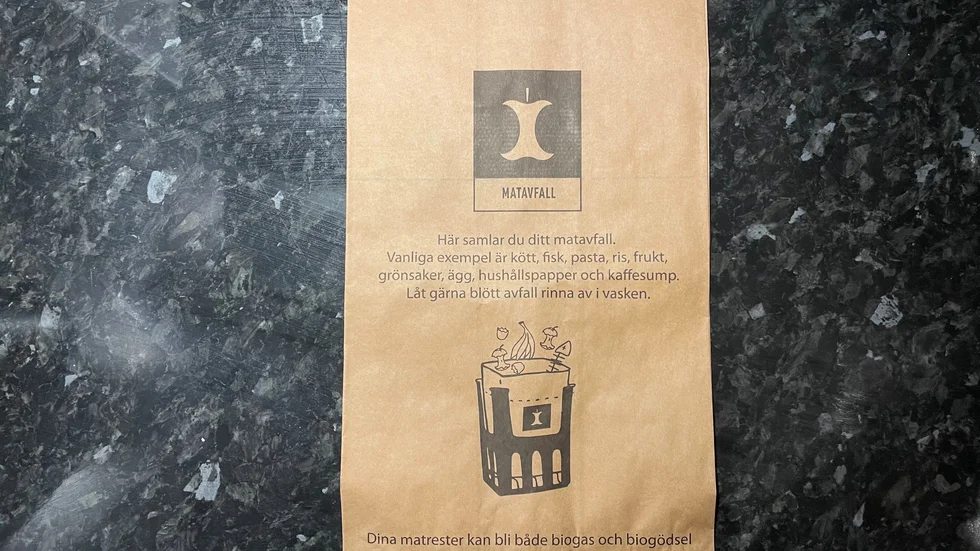 MATAVFALL
Här samlar du ditt matavfall.
Vanliga exempel är kött, fisk, pasta, ris, frukt,
grönsaker, ägg, hushållspapper och kaffesump.
Låt gärna blött avfall rinna av i vasken.
Dina matrester kan bli både biogas och biogödsel